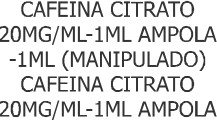 CAFEINA CITRATO
20MG/ML-1ML AMPOLA
-1ML (MANIPULADO)
CAFEINA CITRATO
20MG/ML-1ML AMPOLA